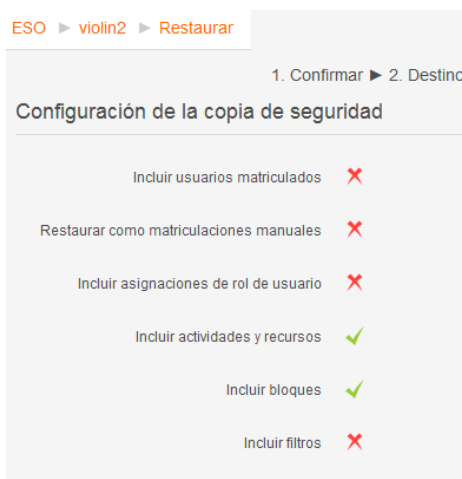 ESO ► violin2 ► Restaurar
1. Confirmar ► 2. Destino
Configuración de la copia de seguridad
Incluir usuarios matriculados
Restaurar como matriculaciones manuales
Incluir asignaciones de rol de usuario
Incluir actividades y recursos
Incluir bloques
Incluir filtros